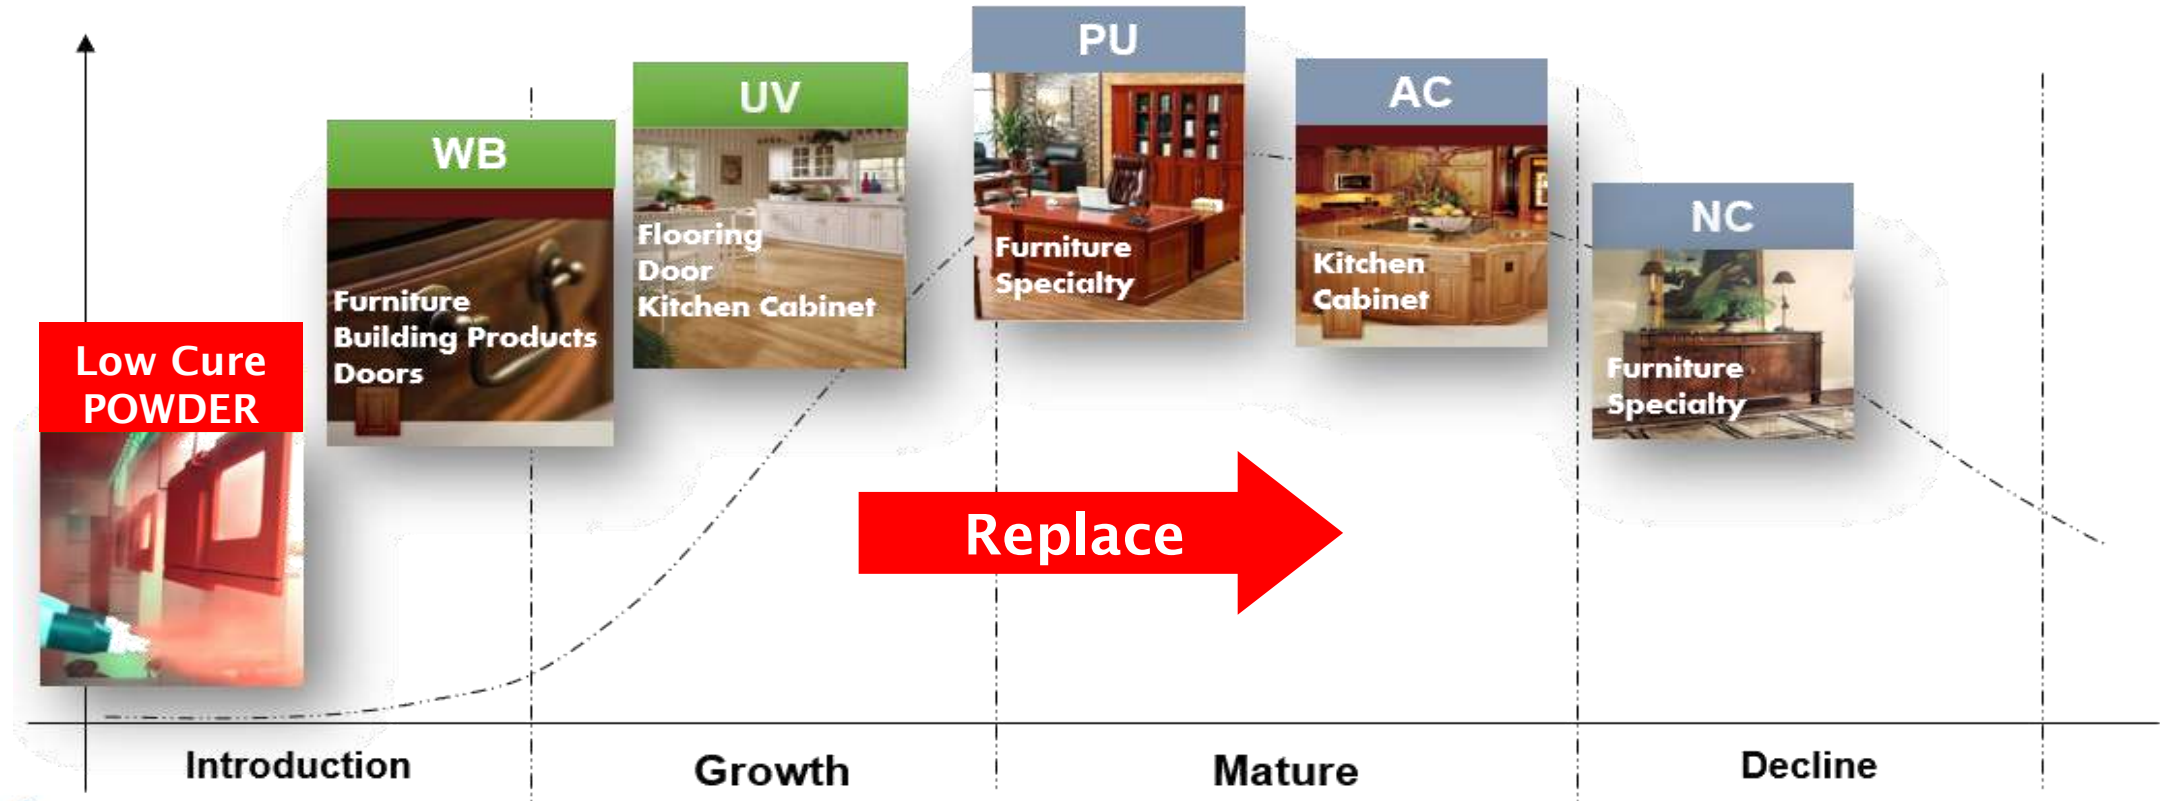 PU
UV
AC
WB
NC
Flooring
Door
Kitchen Cabinet
Furniture
Specialty
Kitchen
Cabinet
Furniture
Building Products
Doors
Low Cure
POWDER
Furniture
Specialty
Replace
Introduction
Growth
Mature
Decline